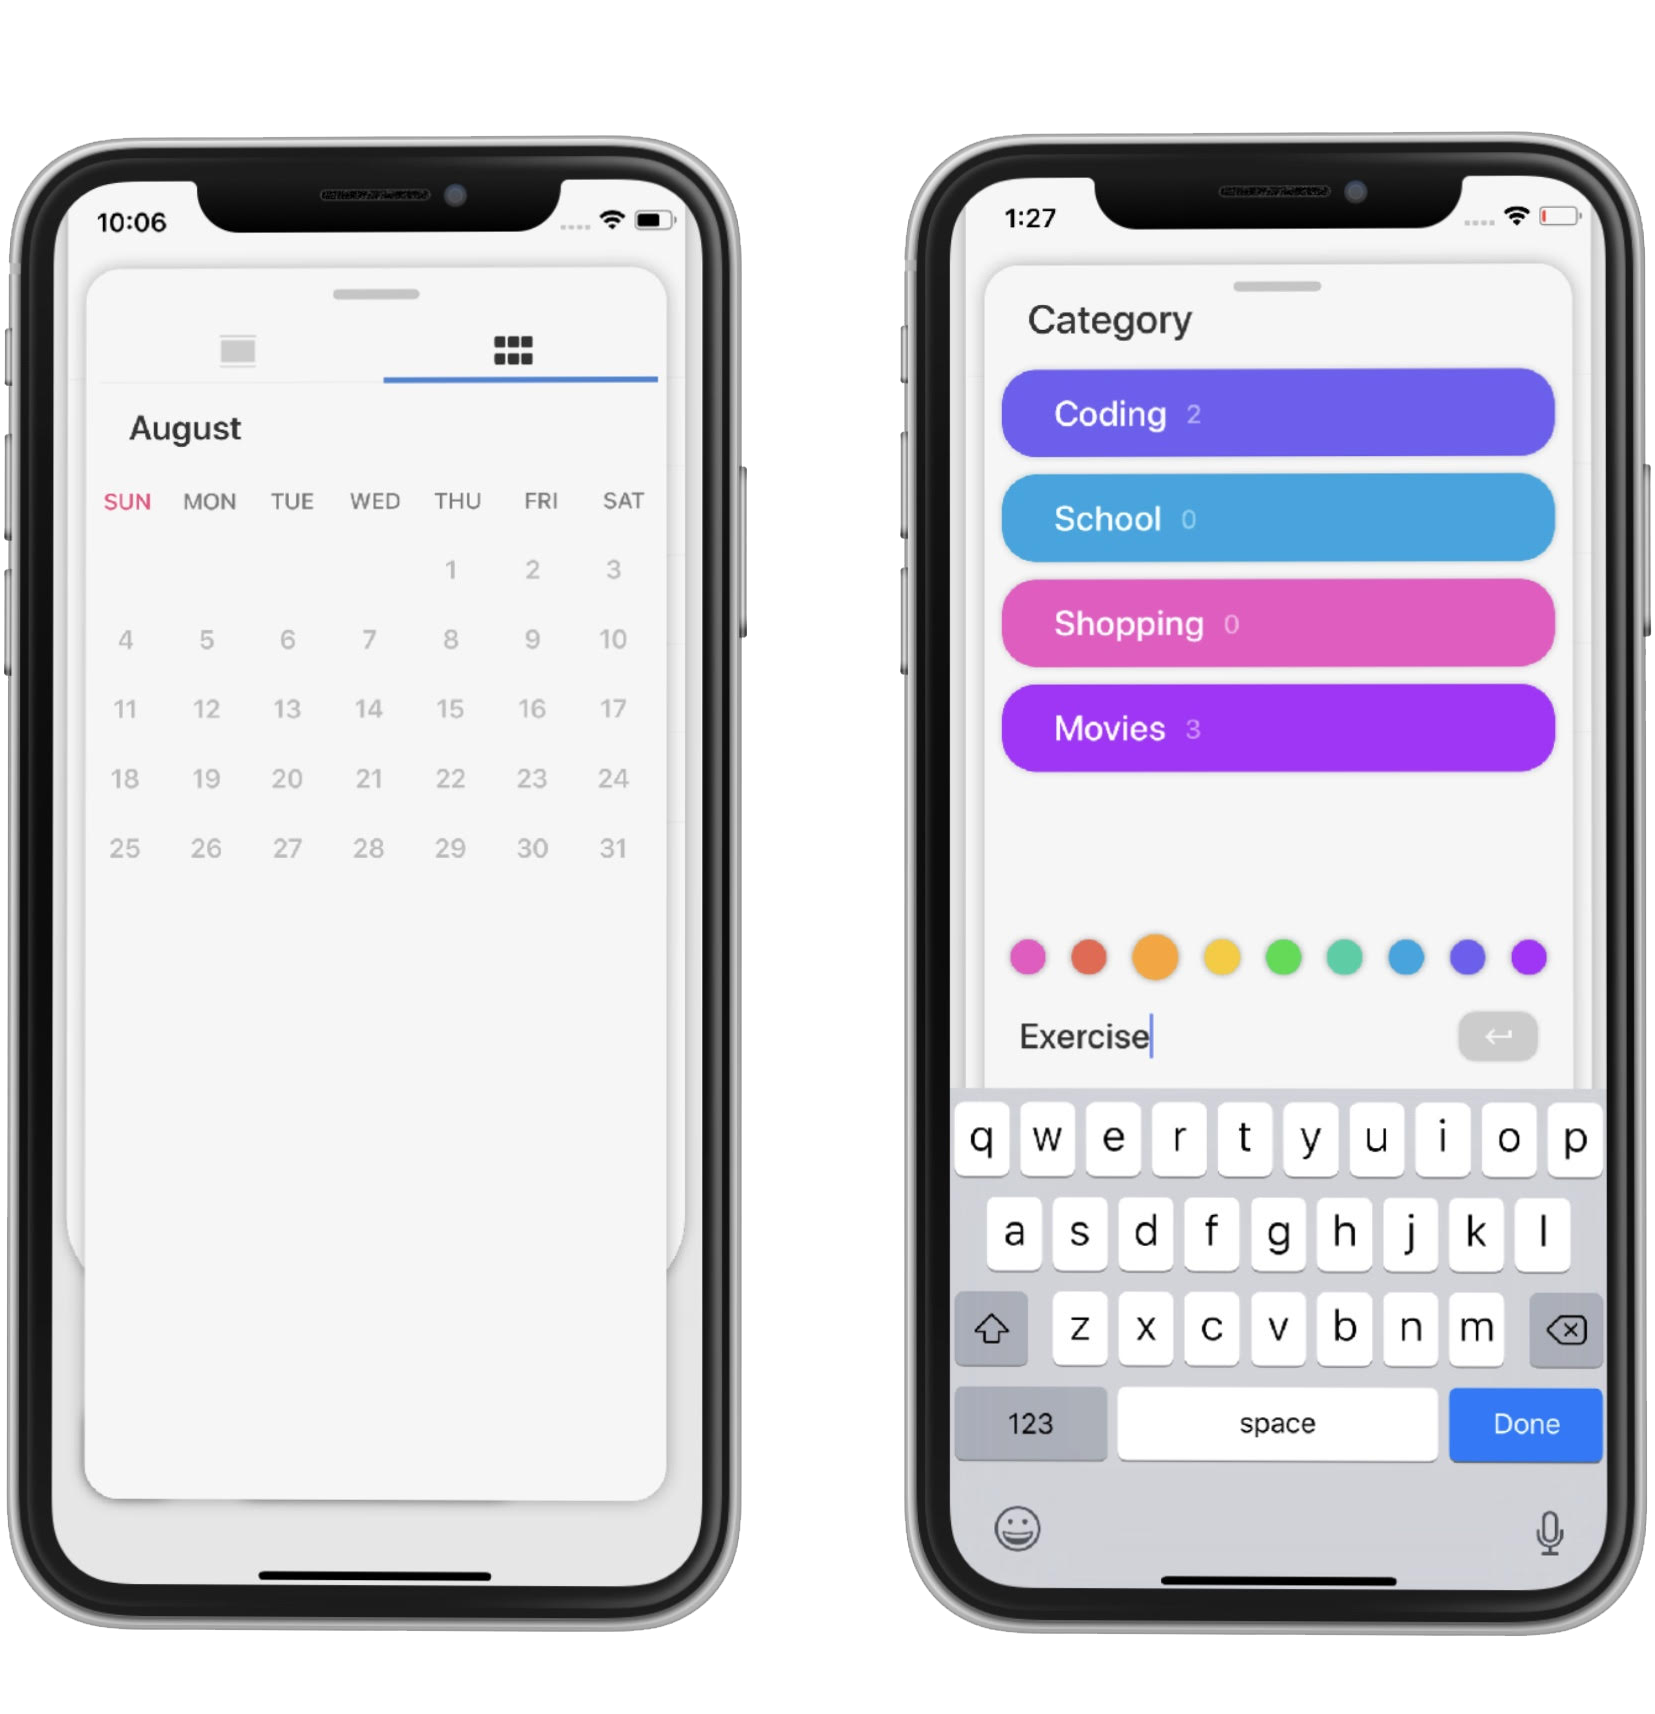 10:06
August
SUN MON TUE WED THU FRI SAT
1 2 3
4 5 6 7 8 9 10
11 12 13 14 15 16 17
18 19 20 21 22 23 24
25 26 27 28 29 30 31
1:27
Category
Coding 2
School 0
Shopping 0
Movies 3
Exercise
q w e r t y u i o p
a s d f g h j k l
z x c v b n m
123 space Done